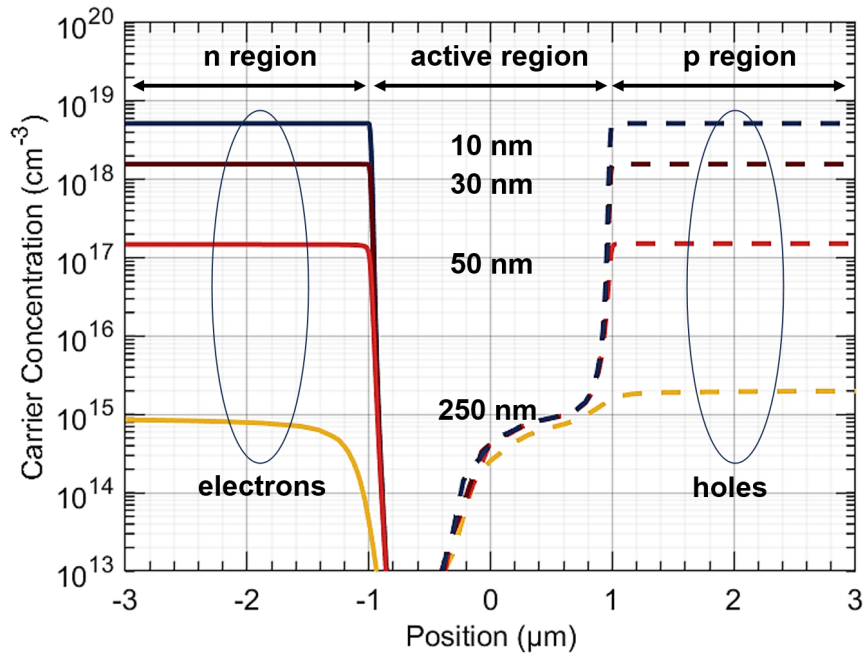 10^20
n region active region p region
10^19
10 nm
10^18
30 nm
10^17
50 nm
10^16
250 nm
10^15
electrons holes
10^14
10^13
-3 -2 -1 0 1 2 3
Position (µm)
Carrier Concentration (cm^-3)